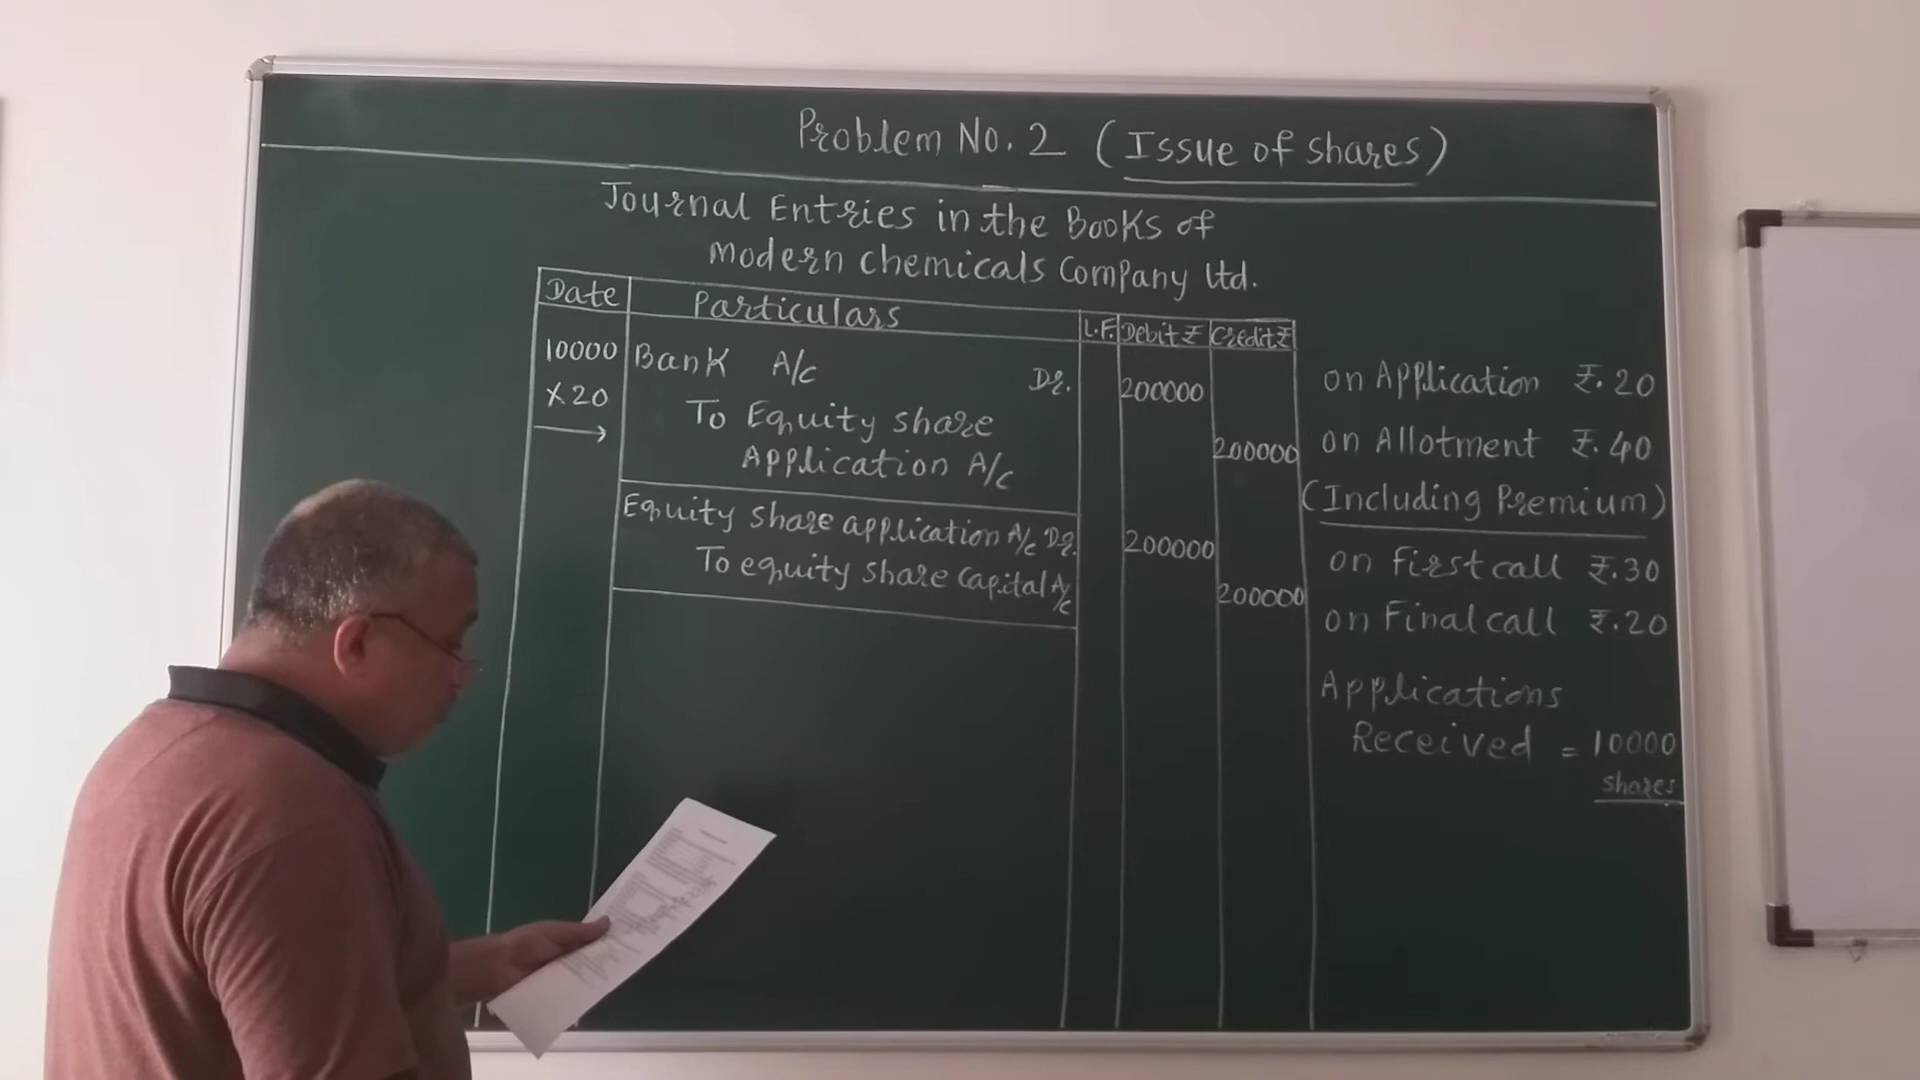 Problem No. 2 (Issue of shares)
Journal Entries in the Books of
Modern Chemicals Company Ltd.
Date Particulars L.F. Debit ₹ Credit ₹
10000 Bank A/c Dr. 200000
× 20 To Equity share
→ Application A/c 200000
Equity share application A/c Dr. 200000
To equity share capital A/c 200000
on Application ₹. 20
on Allotment ₹. 40
(Including Premium)
on First call ₹. 30
on Final call ₹. 20
Applications
Received = 10000
shares